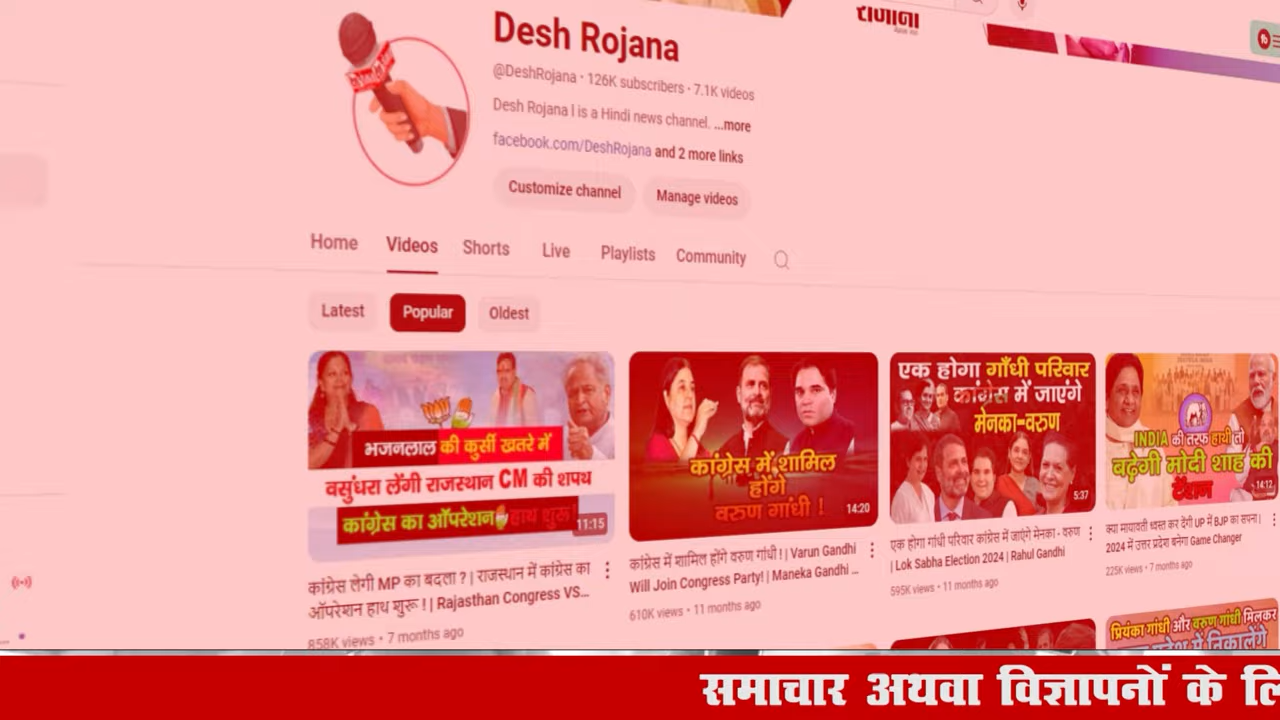 रोजाना
Desh Rojana
@DeshRojana • 126K subscribers • 7.1K videos
Desh Rojana l is a Hindi news channel. ...more
facebook.com/DeshRojana and 2 more links
Customize channel
Manage videos
Home
Videos
Shorts
Live
Playlists
Community
Latest
Popular
Oldest
भजनलाल की कुर्सी खतरे में
वसुंधरा लेंगी राजस्थान CM की शपथ
कांग्रेस का ऑपरेशन हाथ शुरू
11:15
कांग्रेस लेगी MP का बदला ? | राजस्थान में कांग्रेस का
ऑपरेशन हाथ शुरू ! | Rajasthan Congress VS...
858K views • 7 months ago
कांग्रेस में शामिल
होंगे
वरुण गांधी !
14:20
कांग्रेस में शामिल होंगे वरुण गांधी ! | Varun Gandhi
Will Join Congress Party! | Maneka Gandhi ...
610K views • 11 months ago
एक होगा गाँधी परिवार
कांग्रेस में जाएंगे
मेनका-वरुण
5:37
एक होगा गांधी परिवार कांग्रेस में जाएंगे मेनका - वरुण
| Lok Sabha Election 2024 | Rahul Gandhi
595K views • 11 months ago
INDIA की तरफ हाथी तो
बढ़ेगी मोदी शाह की
टेंशन
14:12
क्या मायावती ध्वस्त कर देंगी UP में BJP का सपना |
2024 में उत्तर प्रदेश बनेगा Game Changer
225K views • 7 months ago
प्रियंका गांधी और वरुण गांधी मिलकर
प्रदेश में निकालेंगे
समाचार अथवा विज्ञापनों के लि